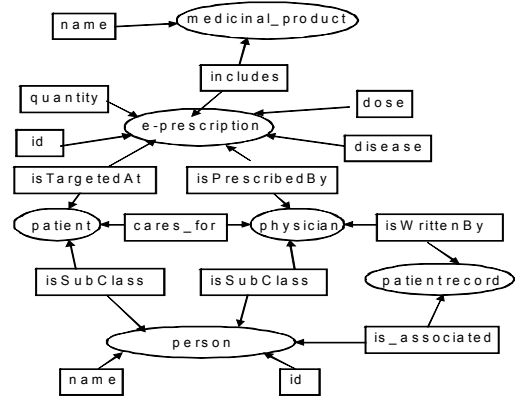 name
medicinal_product
includes
quantity
dose
e-prescription
id
disease
isTargetedAt
isPrescribedBy
patient
cares_for
physician
isWrittenBy
isSubClass
isSubClass
patientrecord
person
is_associated
name
id